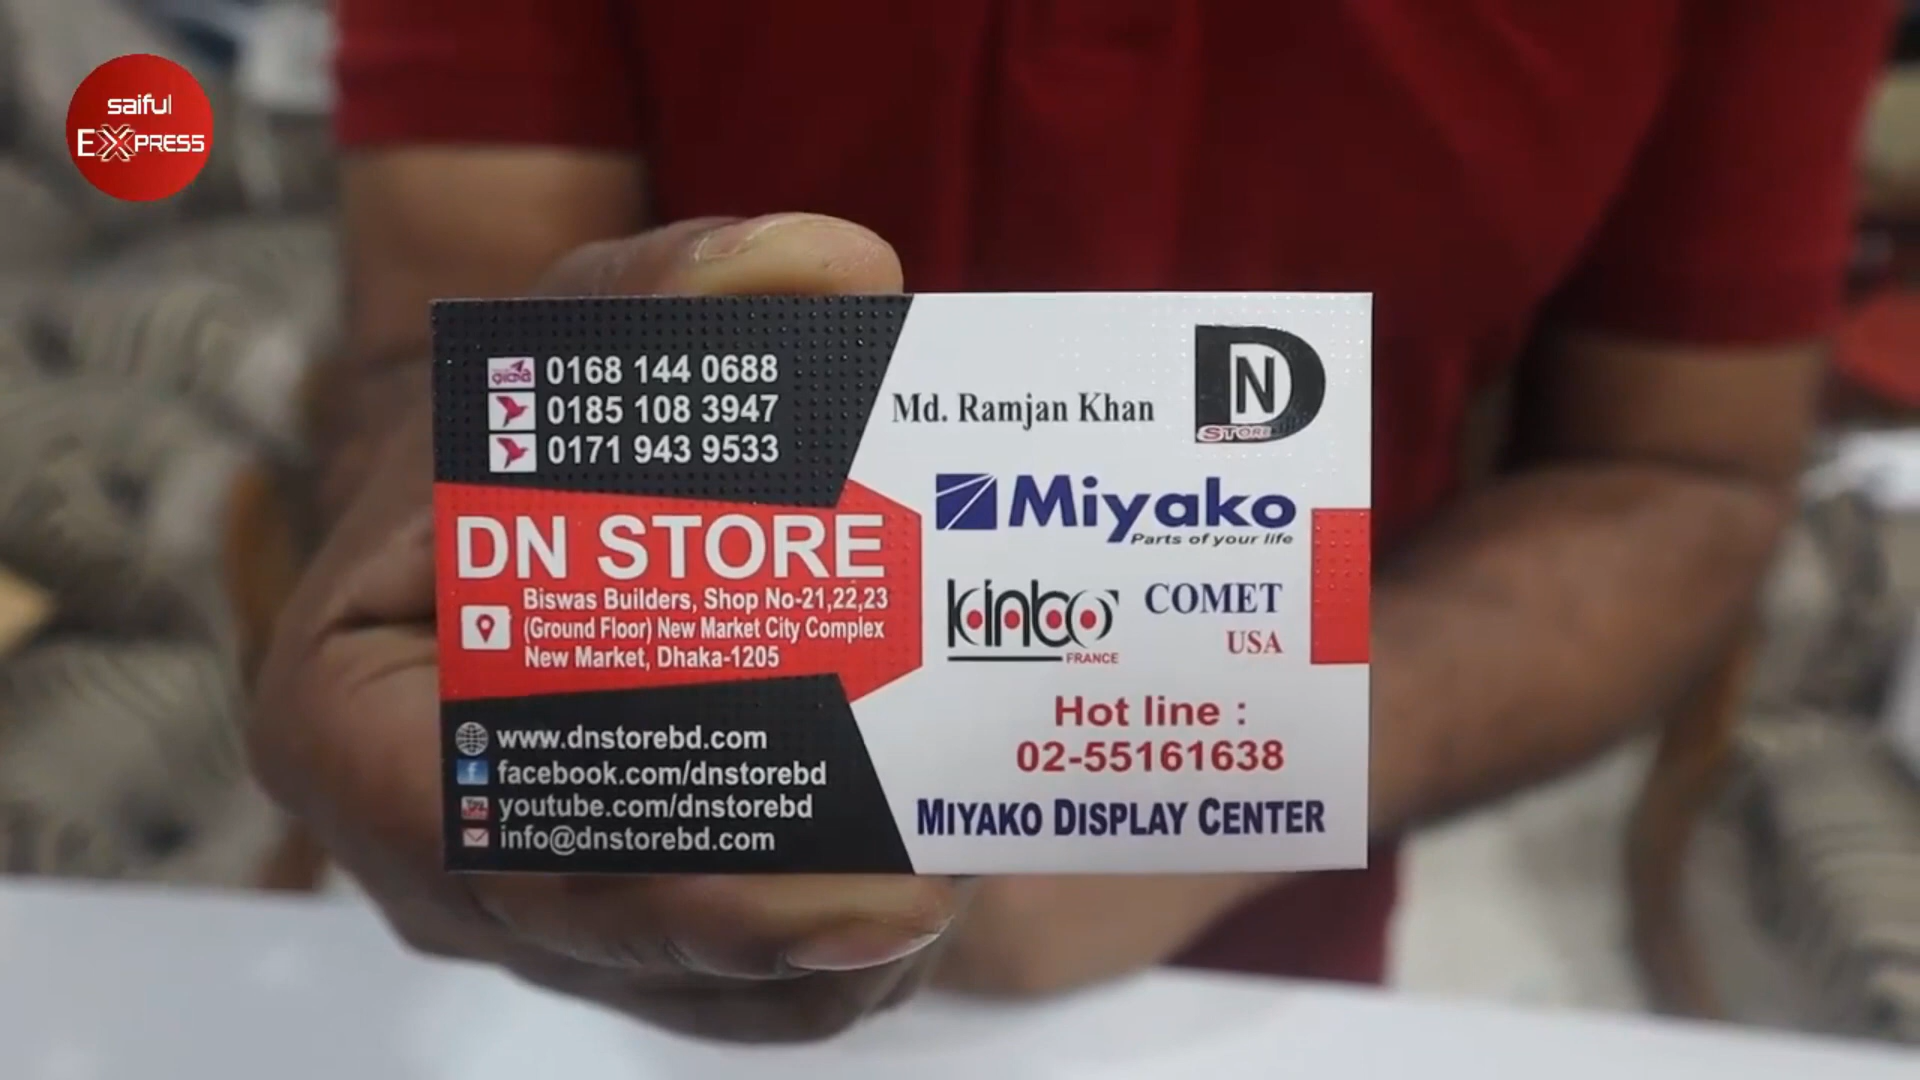 saiful
EXPRESS
0168 144 0688
0185 108 3947
0171 943 9533
DN STORE
Biswas Builders, Shop No-21,22,23
(Ground Floor) New Market City Complex
New Market, Dhaka-1205
www.dnstorebd.com
facebook.com/dnstorebd
youtube.com/dnstorebd
info@dnstorebd.com
Md. Ramjan Khan
DN
STORE
Miyako
Parts of your life
kinbo
FRANCE
COMET
USA
Hot line :
02-55161638
MIYAKO DISPLAY CENTER